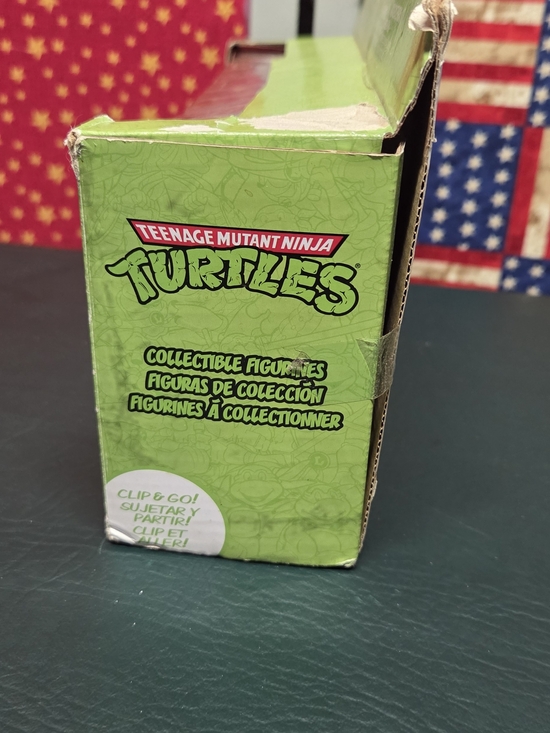 TEENAGE MUTANT NINJA
TURTLES®
COLLECTIBLE FIGURINES
FIGURAS DE COLECCIÓN
FIGURINES À COLLECTIONNER
CLIP & GO!
SUJETAR Y
PARTIR!
CLIP ET
ALLER!